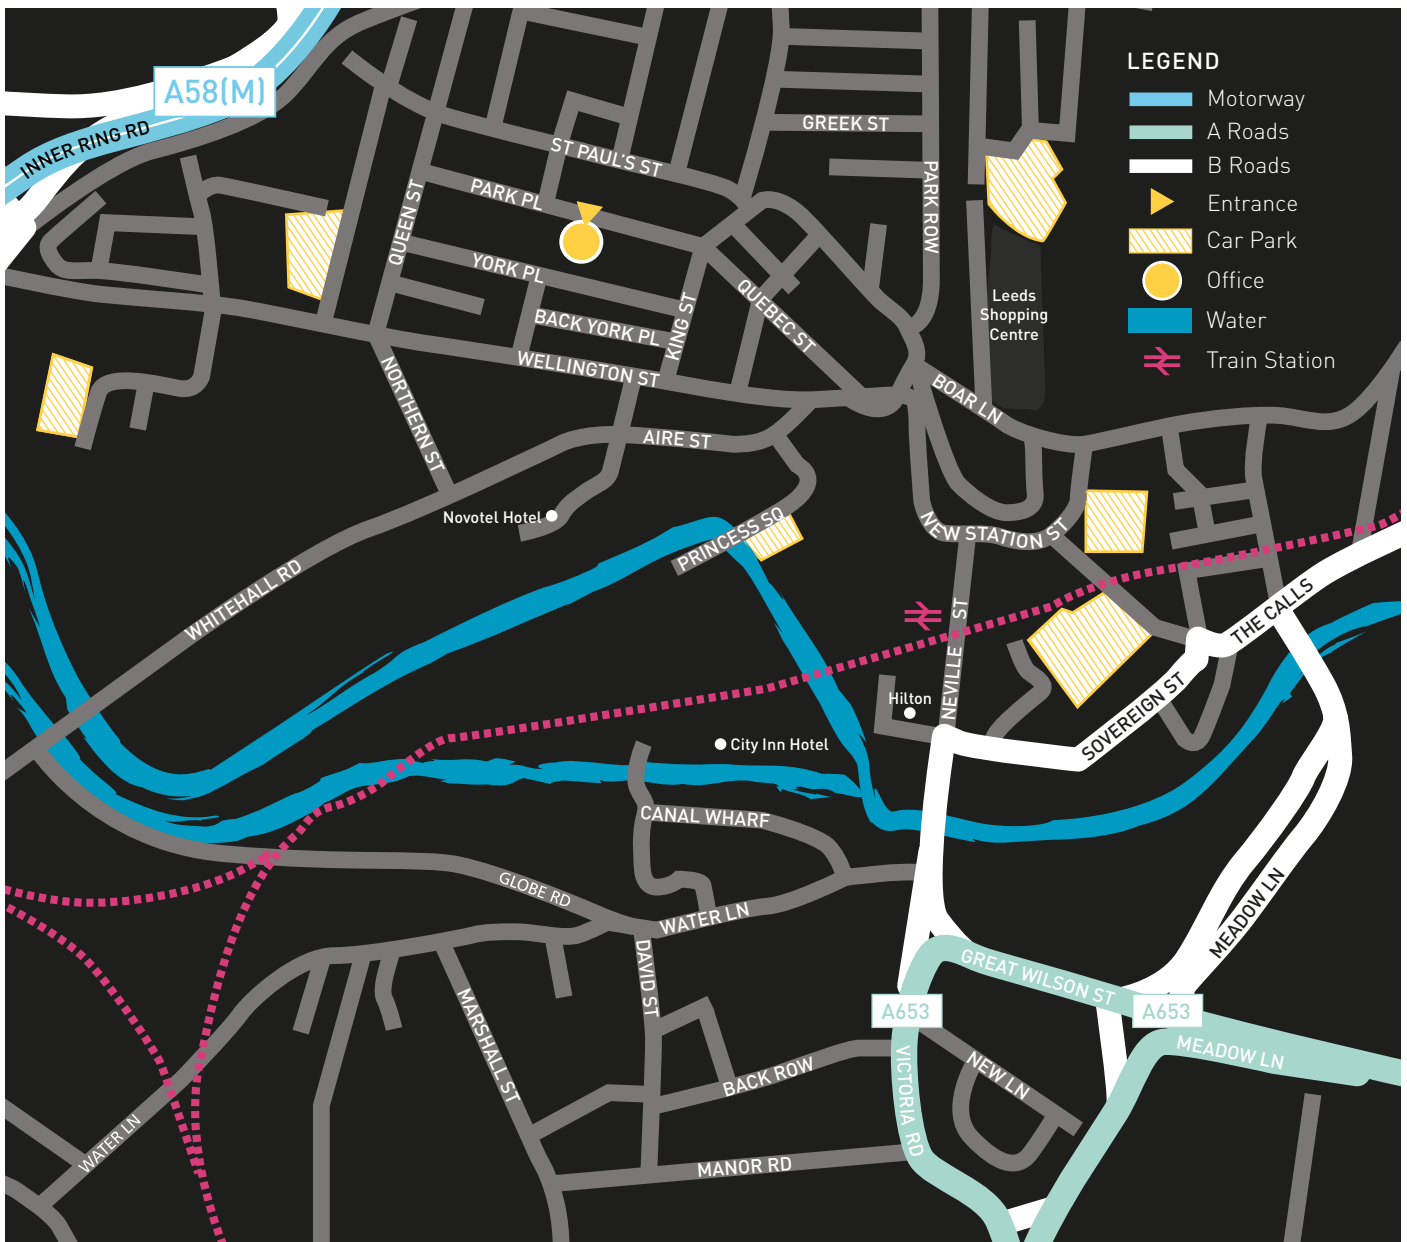 LEGEND
Motorway
A Roads
B Roads
Entrance
Car Park
Office
Water
Train Station
A58(M)
INNER RING RD
GREEK ST
ST PAUL'S ST
PARK PL
QUEEN ST
PARK ROW
YORK PL
QUEBEC ST
KING ST
BACK YORK PL
Leeds
Shopping
Centre
WELLINGTON ST
NORTHERN ST
BOAR LN
AIRE ST
Novotel Hotel
PRINCESS SQ
NEW STATION ST
WHITEHALL RD
NEVILLE ST
THE CALLS
Hilton
SOVEREIGN ST
City Inn Hotel
CANAL WHARF
GLOBE RD
WATER LN
MEADOW LN
DAVID ST
GREAT WILSON ST
A653
A653
MARSHALL ST
MEADOW LN
BACK ROW
NEW LN
VICTORIA RD
WATER LN
MANOR RD